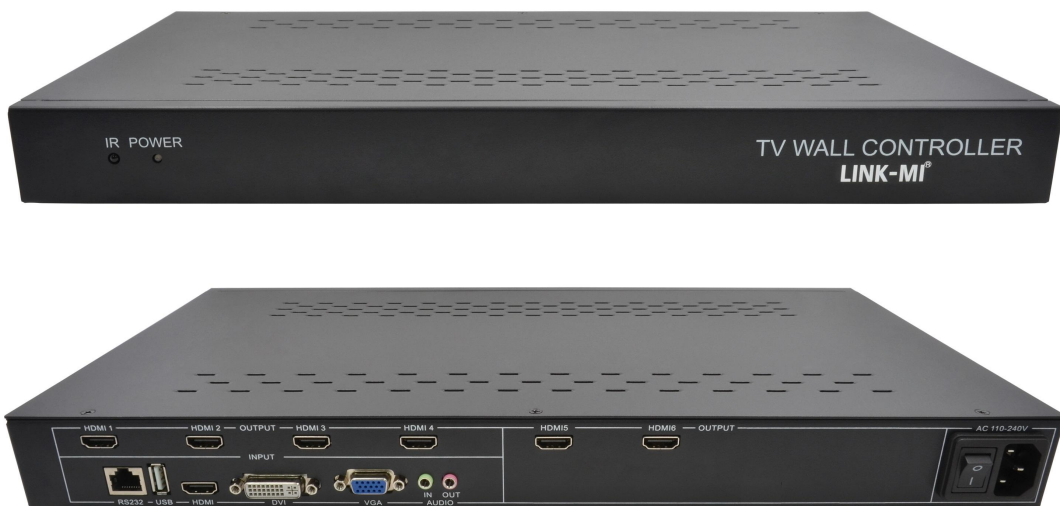 IR POWER
TV WALL CONTROLLER
LINK-MI®
HDMI 1 HDMI 2 OUTPUT HDMI 3 HDMI 4 HDMI5 HDMI6 OUTPUT AC 110-240V
INPUT
IN OUT
RS232 USB HDMI DVI VGA AUDIO